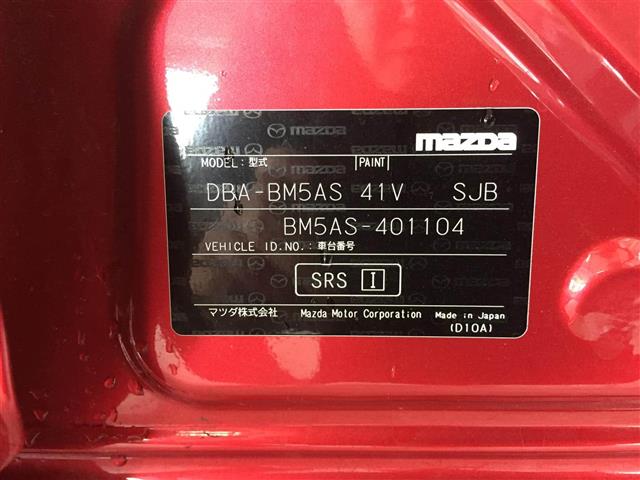 mazda
MODEL:型式 PAINT
DBA-BM5AS 41V SJB
BM5AS-401104
VEHICLE ID.NO.:車台番号
SRS I
マツダ株式会社 Mazda Motor Corporation Made in Japan
(D10A)